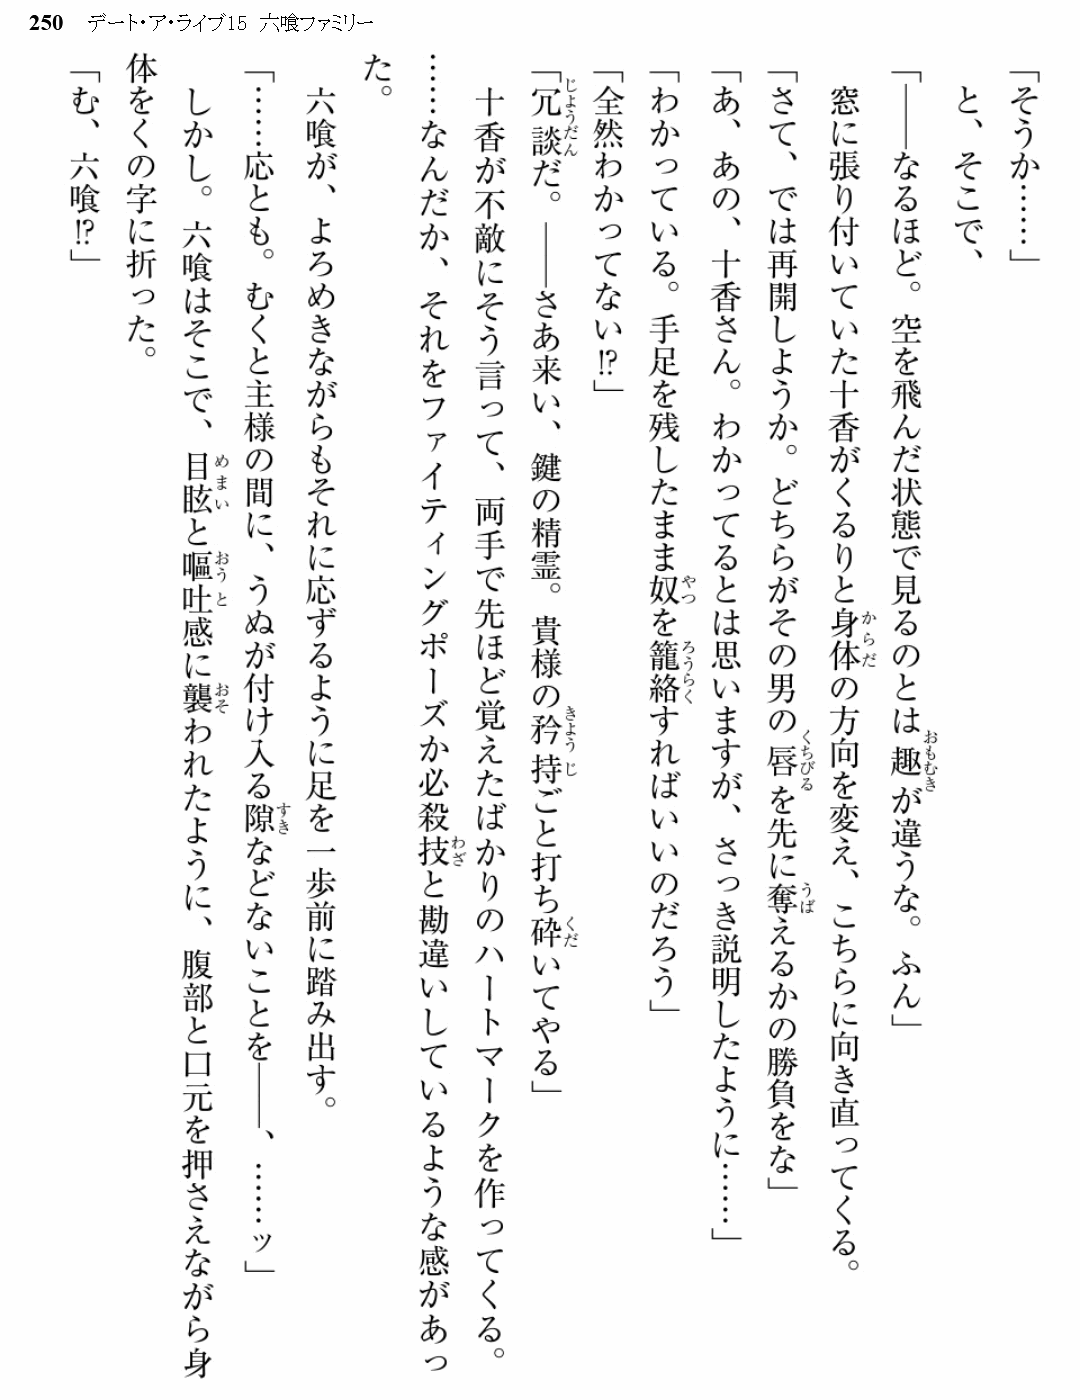 250 デート・ア・ライブ15 六喰ファミリー
「そうか……」
と、そこで、
「――なるほど。空を飛んだ状態で見るのとは趣が違うな。ふん」
窓に張り付いていた十香がくるりと身体の方向を変え、こちらに向き直ってくる。
「さて、では再開しようか。どちらがその男の唇を先に奪えるかの勝負をな」
「あ、あの、十香さん。わかってるとは思いますが、さっき説明したように……」
「わかっている。手足を残したまま奴を籠絡すればいいのだろう」
「全然わかってない!?」
「冗談だ。――さあ来い、鍵の精霊。貴様の矜持ごと打ち砕いてやる」
十香が不敵にそう言って、両手で先ほど覚えたばかりのハートマークを作ってくる。
……なんだか、それをファイティングポーズか必殺技と勘違いしているような感があっ
た。
六喰が、よろめきながらもそれに応ずるように足を一歩前に踏み出す。
「……応とも。むくと主様の間に、うぬが付け入る隙などないことを――、……ッ」
しかし。六喰はそこで、目眩と嘔吐感に襲われたように、腹部と口元を押さえながら身
体をくの字に折った。
「む、六喰!?」